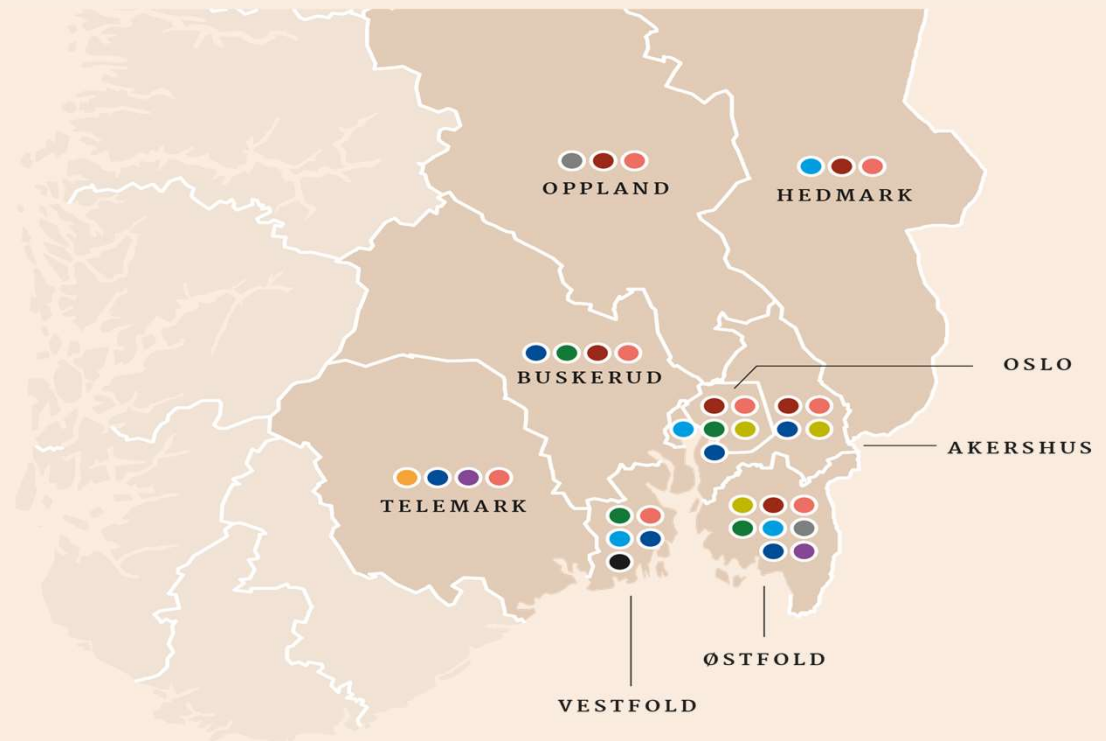 OPPLAND
HEDMARK
BUSKERUD
OSLO
AKERSHUS
TELEMARK
ØSTFOLD
VESTFOLD